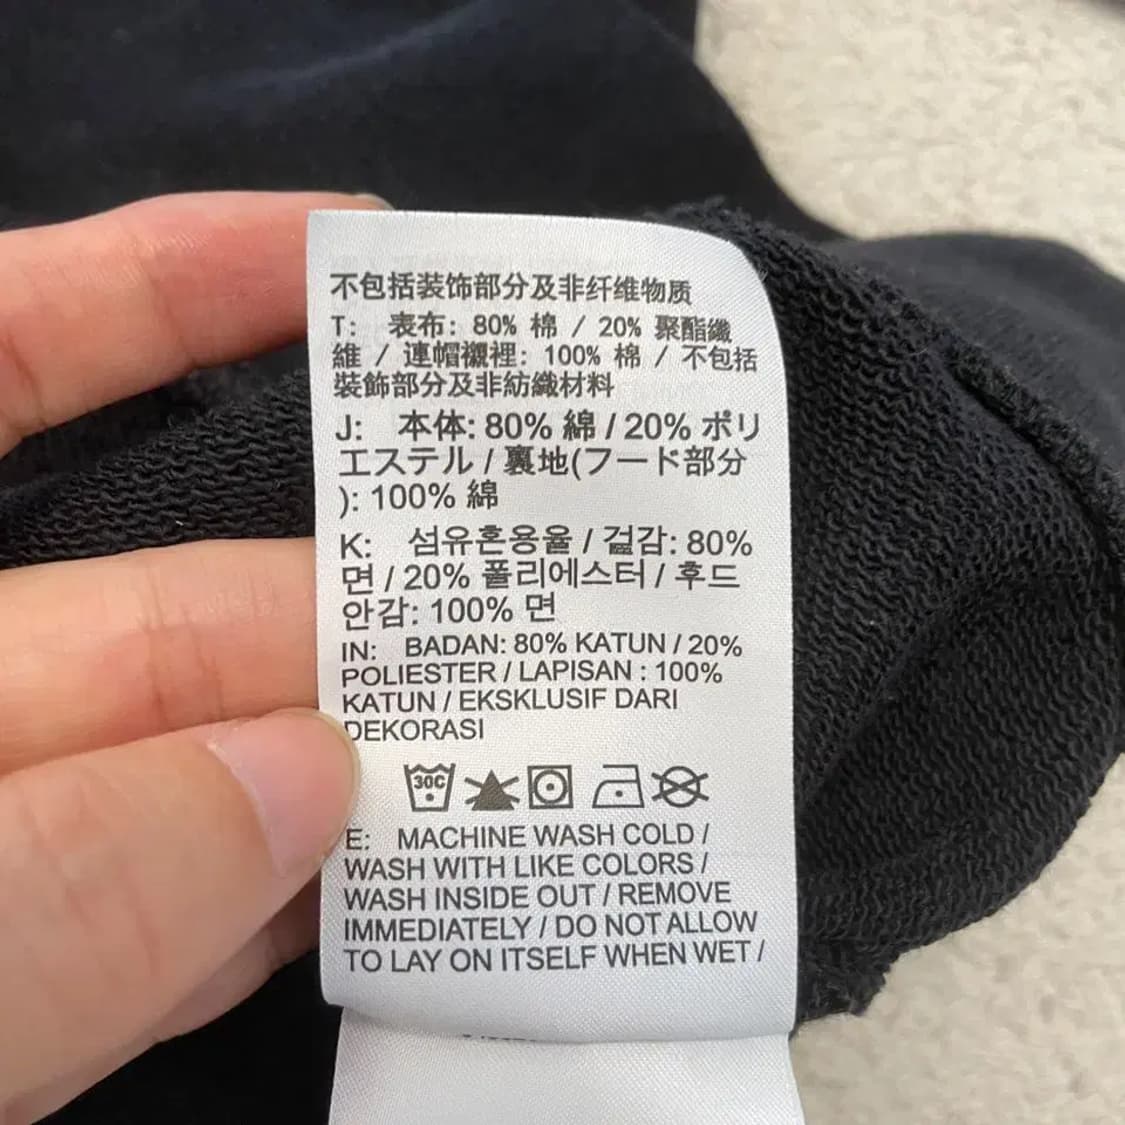 不包括装饰部分及非纤维物质
T: 表布: 80% 棉 / 20% 聚酯纖
維 / 連帽襯裡: 100% 棉 / 不包括
裝飾部分及非紡織材料
J: 本体: 80% 綿 / 20% ポリ
エステル / 裏地(フード部分
): 100% 綿
K: 섬유혼용율 / 겉감: 80%
면 / 20% 폴리에스터 / 후드
안감: 100% 면
IN: BADAN: 80% KATUN / 20%
POLIESTER / LAPISAN : 100%
KATUN / EKSKLUSIF DARI
DEKORASI
30C
E: MACHINE WASH COLD /
WASH WITH LIKE COLORS /
WASH INSIDE OUT / REMOVE
IMMEDIATELY / DO NOT ALLOW
TO LAY ON ITSELF WHEN WET /